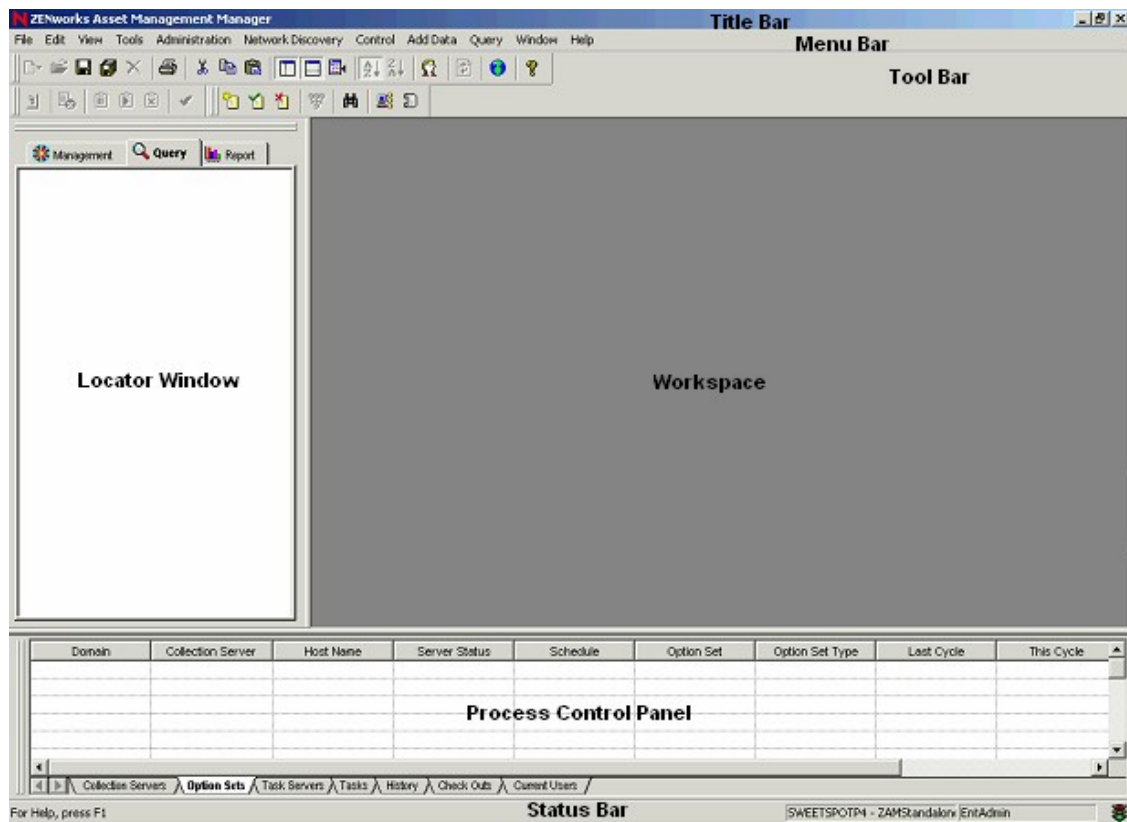 ZENworks Asset Management Manager
Title Bar
File Edit View Tools Administration Network Discovery Control Add Data Query Window Help
Menu Bar
Tool Bar
Management Query Report
Locator Window
Workspace
Domain Collection Server Host Name Server Status Schedule Option Set Option Set Type Last Cycle This Cycle
Process Control Panel
Collection Servers Option Sets Task Servers Tasks History Check Outs Current Users
For Help, press F1
Status Bar
SWEETSPOTP4 - ZAMStandalon EntAdmin